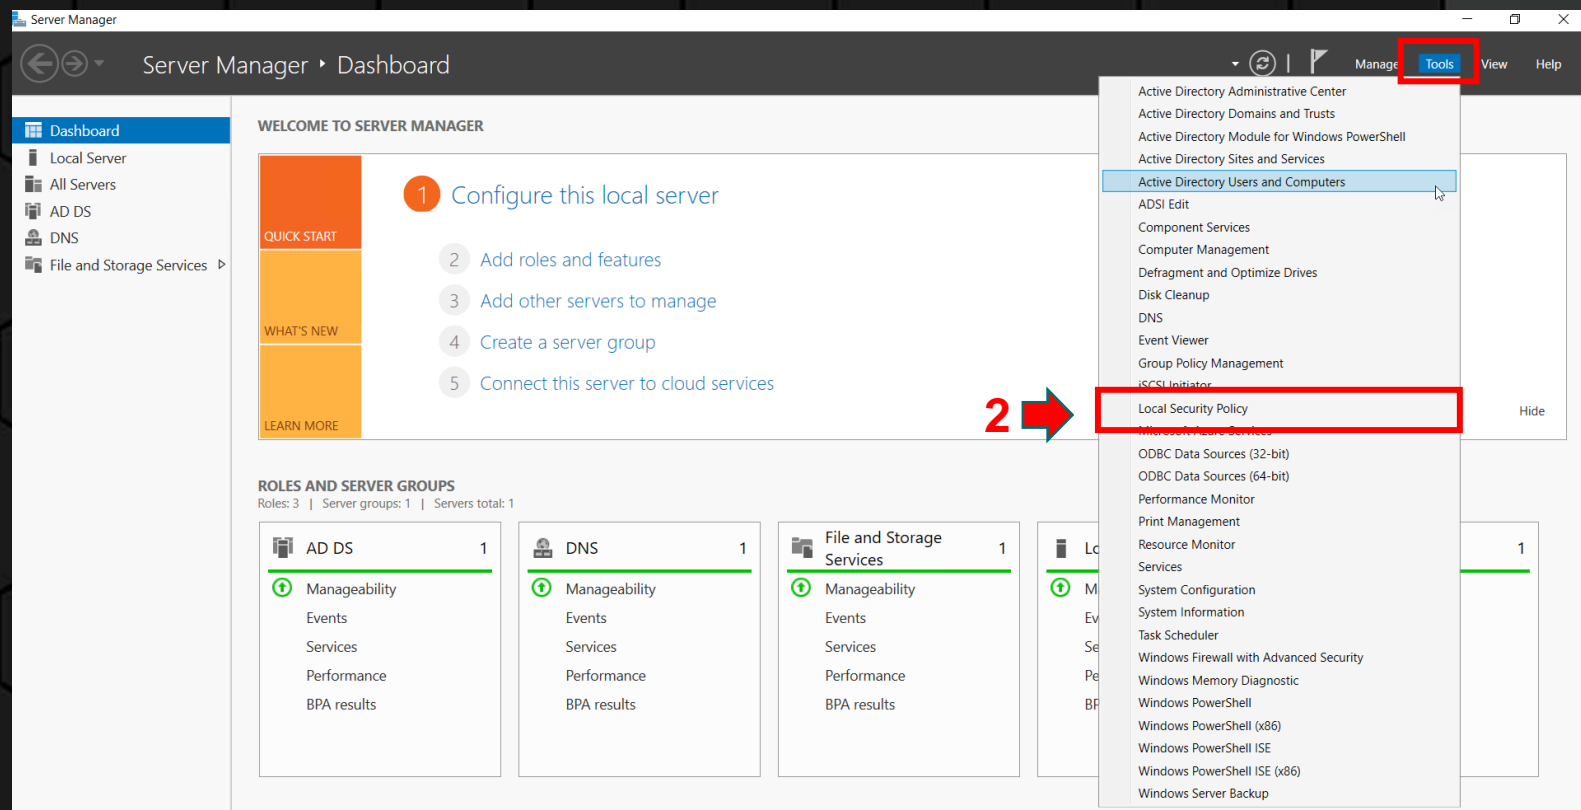 Server Manager
Server Manager ‣ Dashboard
Manage Tools View Help
Dashboard
Local Server
All Servers
AD DS
DNS
File and Storage Services
WELCOME TO SERVER MANAGER
QUICK START
WHAT'S NEW
LEARN MORE
1 Configure this local server
2 Add roles and features
3 Add other servers to manage
4 Create a server group
5 Connect this server to cloud services
Hide
ROLES AND SERVER GROUPS
Roles: 3 | Server groups: 1 | Servers total: 1
AD DS 1
Manageability
Events
Services
Performance
BPA results
DNS 1
Manageability
Events
Services
Performance
BPA results
File and Storage
Services 1
Manageability
Events
Services
Performance
BPA results
1
Active Directory Administrative Center
Active Directory Domains and Trusts
Active Directory Module for Windows PowerShell
Active Directory Sites and Services
Active Directory Users and Computers
ADSI Edit
Component Services
Computer Management
Defragment and Optimize Drives
Disk Cleanup
DNS
Event Viewer
Group Policy Management
iSCSI Initiator
2
Local Security Policy
Microsoft Azure Services
ODBC Data Sources (32-bit)
ODBC Data Sources (64-bit)
Performance Monitor
Print Management
Resource Monitor
Services
System Configuration
System Information
Task Scheduler
Windows Firewall with Advanced Security
Windows Memory Diagnostic
Windows PowerShell
Windows PowerShell (x86)
Windows PowerShell ISE
Windows PowerShell ISE (x86)
Windows Server Backup